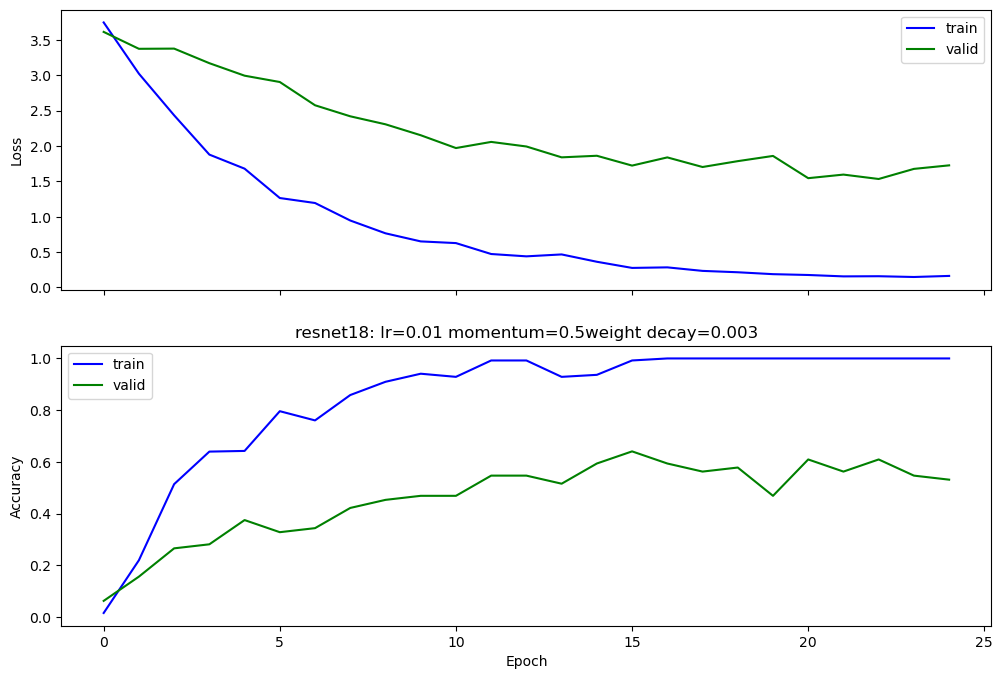 3.5
3.0
2.5
2.0
1.5
1.0
0.5
0.0
Loss
train
valid
resnet18: lr=0.01 momentum=0.5weight decay=0.003
1.0
0.8
0.6
0.4
0.2
0.0
Accuracy
train
valid
0 5 10 15 20 25
Epoch